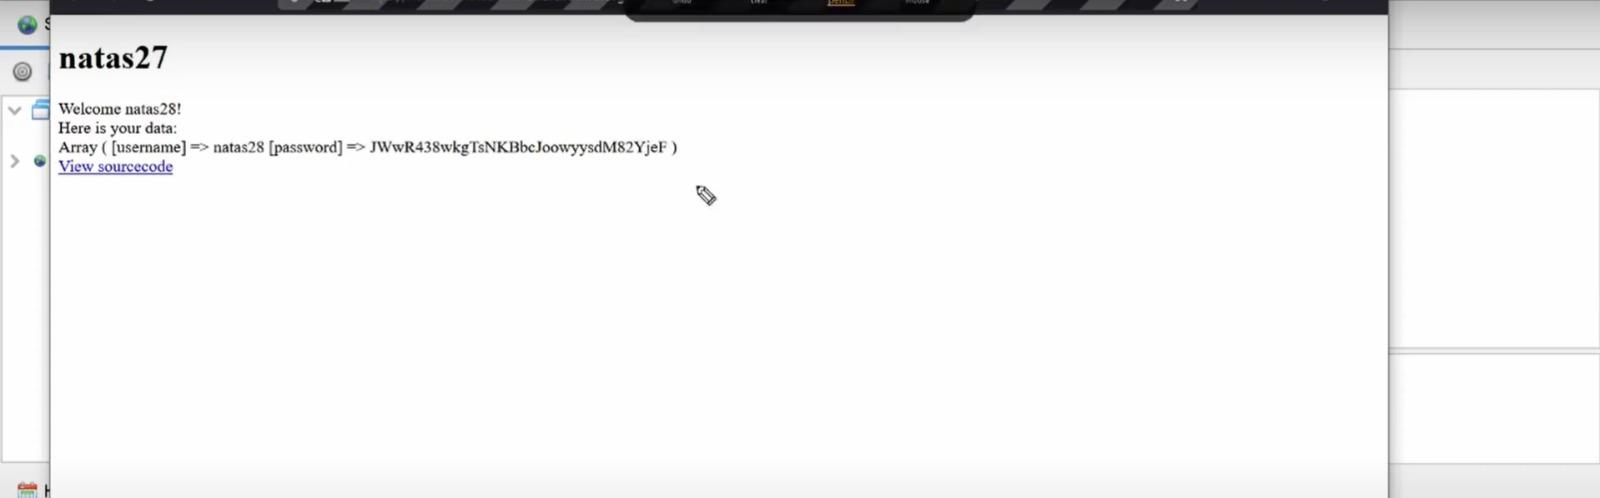 natas27
Welcome natas28!
Here is your data:
Array ( [username] => natas28 [password] => JWwR438wkgTsNKBbcJoowyysdM82YjeF )
View sourcecode